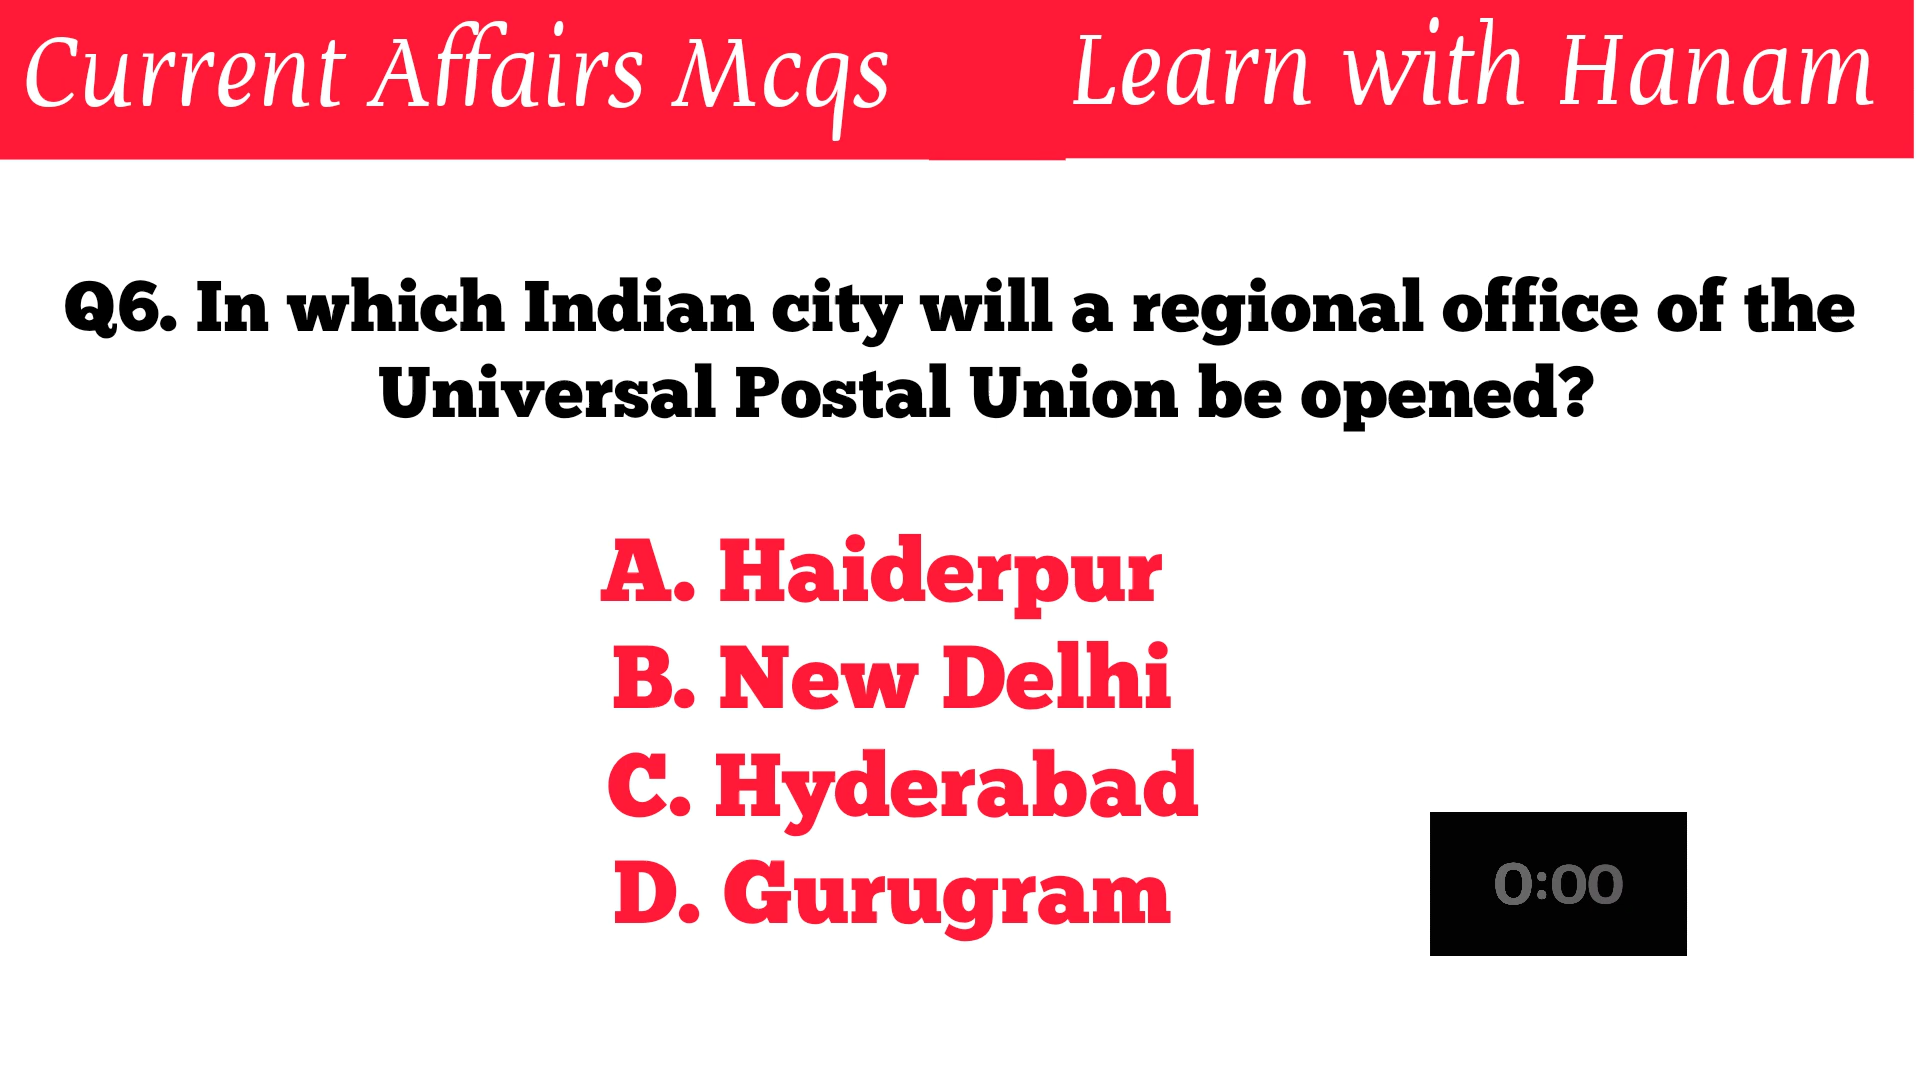 Current Affairs Mcqs
Learn with Hanam
Q6. In which Indian city will a regional office of the
Universal Postal Union be opened?
A. Haiderpur
B. New Delhi
C. Hyderabad
D. Gurugram
0:00